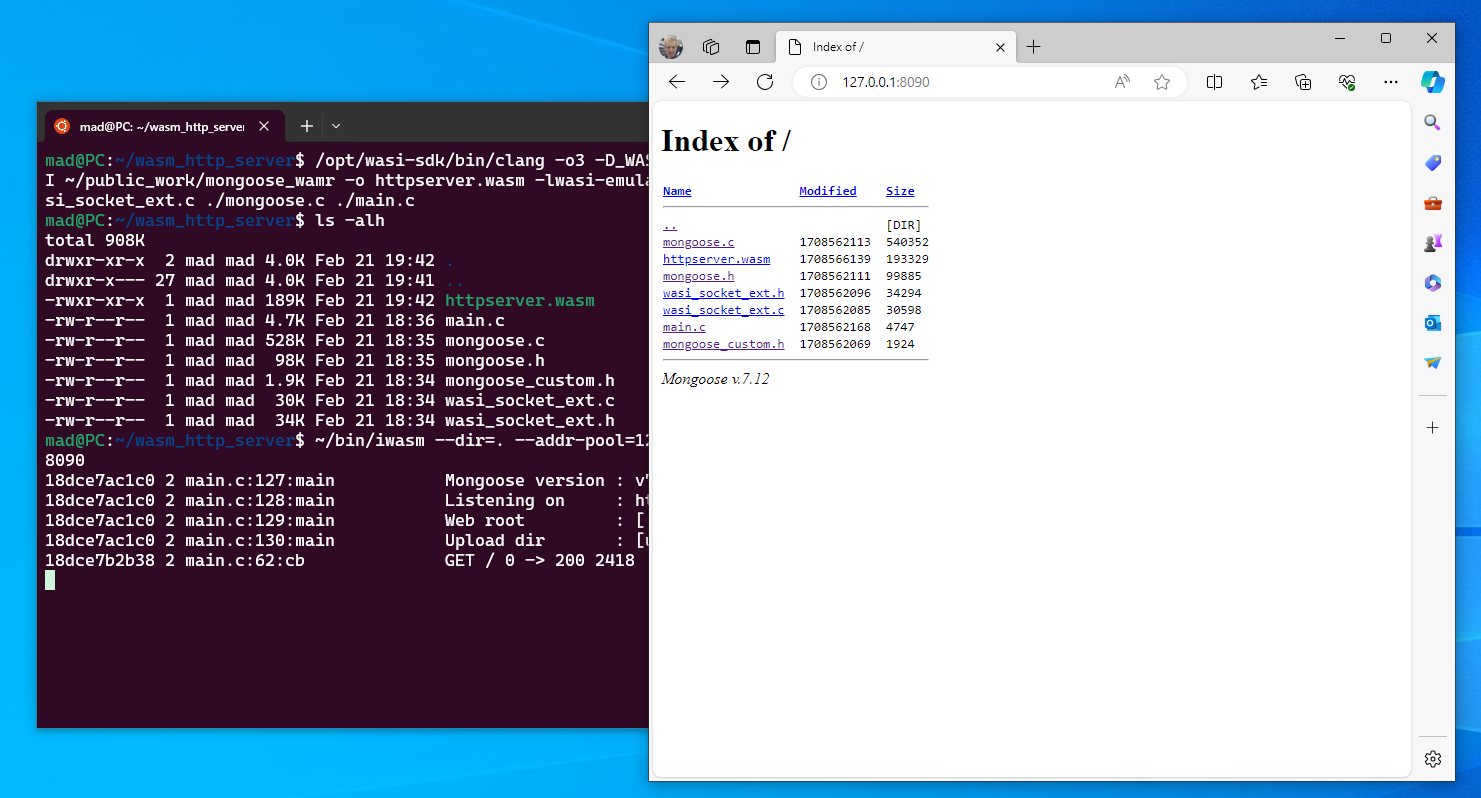 mad@PC: ~/wasm_http_server
mad@PC:~/wasm_http_server$ /opt/wasi-sdk/bin/clang -o3 -D_WAS
I ~/public_work/mongoose_wamr -o httpserver.wasm -lwasi-emula
si_socket_ext.c ./mongoose.c ./main.c
mad@PC:~/wasm_http_server$ ls -alh
total 908K
drwxr-xr-x 2 mad mad 4.0K Feb 21 19:42 .
drwxr-x--- 27 mad mad 4.0K Feb 21 19:41 ..
-rwxr-xr-x 1 mad mad 189K Feb 21 19:42 httpserver.wasm
-rw-r--r-- 1 mad mad 4.7K Feb 21 18:36 main.c
-rw-r--r-- 1 mad mad 528K Feb 21 18:35 mongoose.c
-rw-r--r-- 1 mad mad 98K Feb 21 18:35 mongoose.h
-rw-r--r-- 1 mad mad 1.9K Feb 21 18:34 mongoose_custom.h
-rw-r--r-- 1 mad mad 30K Feb 21 18:34 wasi_socket_ext.c
-rw-r--r-- 1 mad mad 34K Feb 21 18:34 wasi_socket_ext.h
mad@PC:~/wasm_http_server$ ~/bin/iwasm --dir=. --addr-pool=12
8090
18dce7ac1c0 2 main.c:127:main Mongoose version : v
18dce7ac1c0 2 main.c:128:main Listening on : ht
18dce7ac1c0 2 main.c:129:main Web root : [
18dce7ac1c0 2 main.c:130:main Upload dir : [u
18dce7b2b38 2 main.c:62:cb GET / 0 -> 200 2418
Index of /
127.0.0.1:8090
Index of /
Name Modified Size
.. [DIR]
mongoose.c 1708562113 540352
httpserver.wasm 1708566139 193329
mongoose.h 1708562111 99885
wasi_socket_ext.h 1708562096 34294
wasi_socket_ext.c 1708562085 30598
main.c 1708562168 4747
mongoose_custom.h 1708562069 1924
Mongoose v.7.12